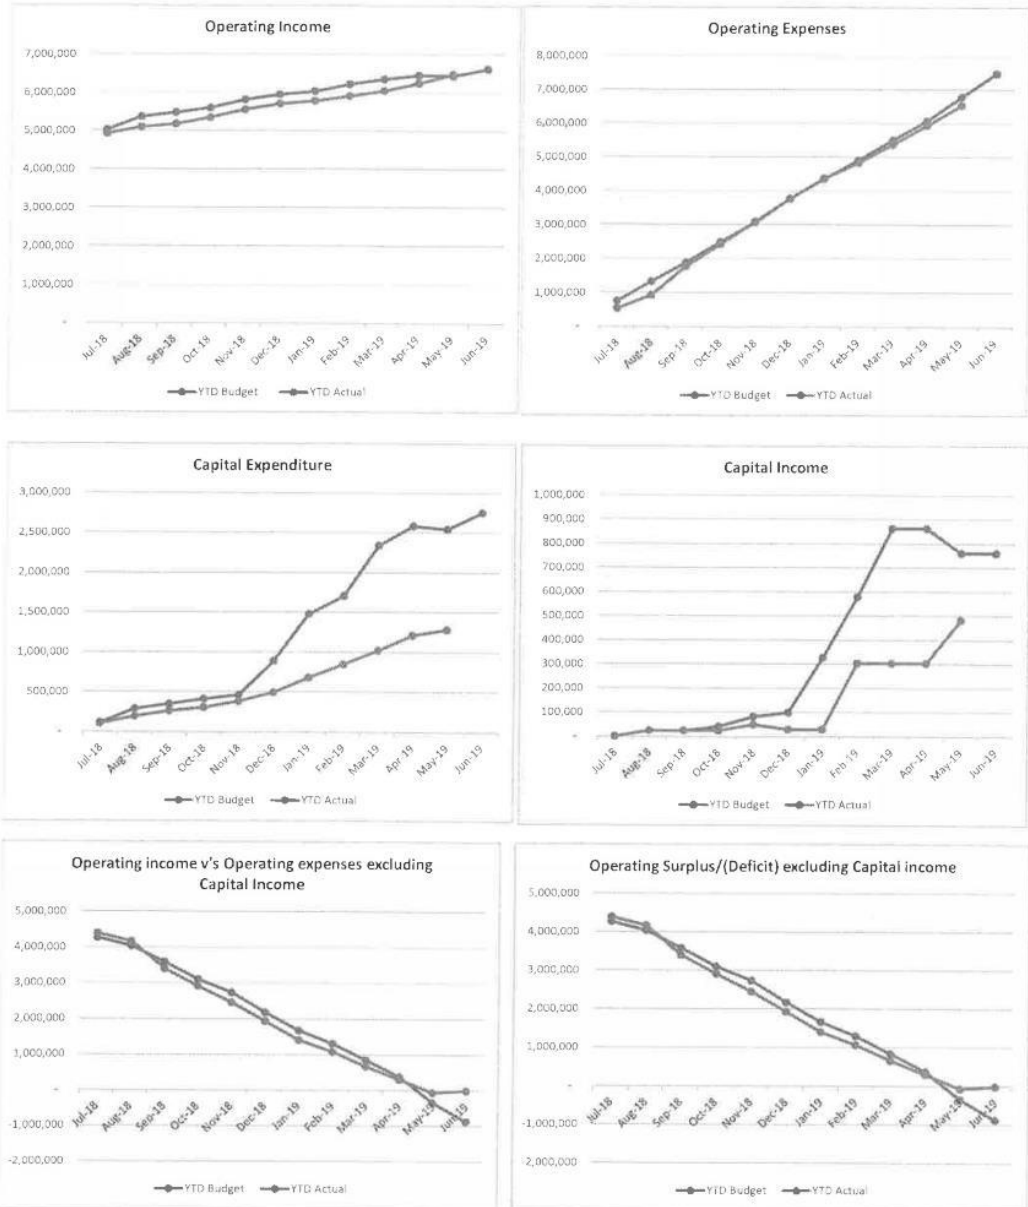 Operating Income
7,000,000
6,000,000
5,000,000
4,000,000
3,000,000
2,000,000
1,000,000
-
Jul-18 Aug-18 Sep-18 Oct-18 Nov-18 Dec-18 Jan-19 Feb-19 Mar-19 Apr-19 May-19 Jun-19
YTD Budget YTD Actual
Operating Expenses
8,000,000
7,000,000
6,000,000
5,000,000
4,000,000
3,000,000
2,000,000
1,000,000
-
Jul-18 Aug-18 Sep-18 Oct-18 Nov-18 Dec-18 Jan-19 Feb-19 Mar-19 Apr-19 May-19 Jun-19
YTD Budget YTD Actual
Capital Expenditure
3,000,000
2,500,000
2,000,000
1,500,000
1,000,000
500,000
-
Jul-18 Aug-18 Sep-18 Oct-18 Nov-18 Dec-18 Jan-19 Feb-19 Mar-19 Apr-19 May-19 Jun-19
YTD Budget YTD Actual
Capital Income
1,000,000
900,000
800,000
700,000
600,000
500,000
400,000
300,000
200,000
100,000
-
Jul-18 Aug-18 Sep-18 Oct-18 Nov-18 Dec-18 Jan-19 Feb-19 Mar-19 Apr-19 May-19 Jun-19
YTD Budget YTD Actual
Operating income v's Operating expenses excluding
Capital Income
5,000,000
4,000,000
3,000,000
2,000,000
1,000,000
-
-1,000,000
-2,000,000
Jul-18 Aug-18 Sep-18 Oct-18 Nov-18 Dec-18 Jan-19 Feb-19 Mar-19 Apr-19 May-19 Jun-19
YTD Budget YTD Actual
Operating Surplus/(Deficit) excluding Capital income
5,000,000
4,000,000
3,000,000
2,000,000
1,000,000
-
-1,000,000
-2,000,000
Jul-18 Aug-18 Sep-18 Oct-18 Nov-18 Dec-18 Jan-19 Feb-19 Mar-19 Apr-19 May-19 Jun-19
YTD Budget YTD Actual